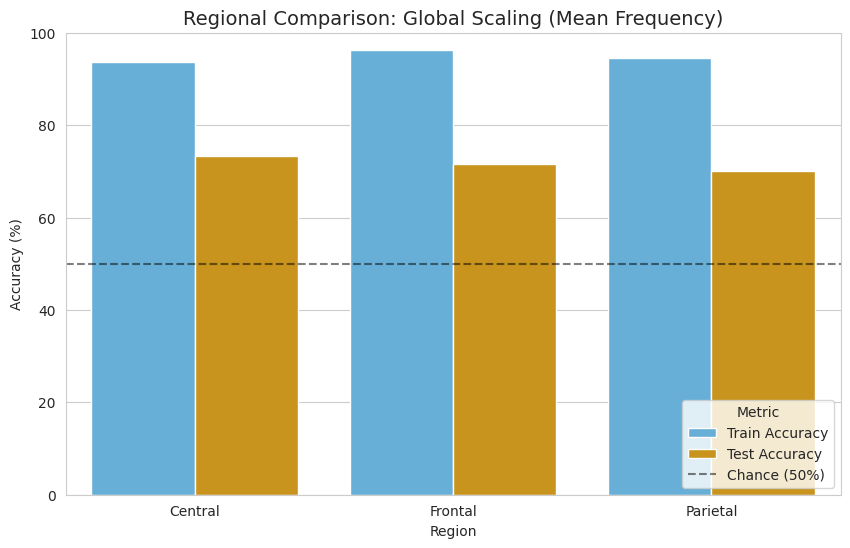 Regional Comparison: Global Scaling (Mean Frequency)
Accuracy (%)
100
80
60
40
20
0
Metric
Train Accuracy
Test Accuracy
Chance (50%)
Central
Frontal
Parietal
Region